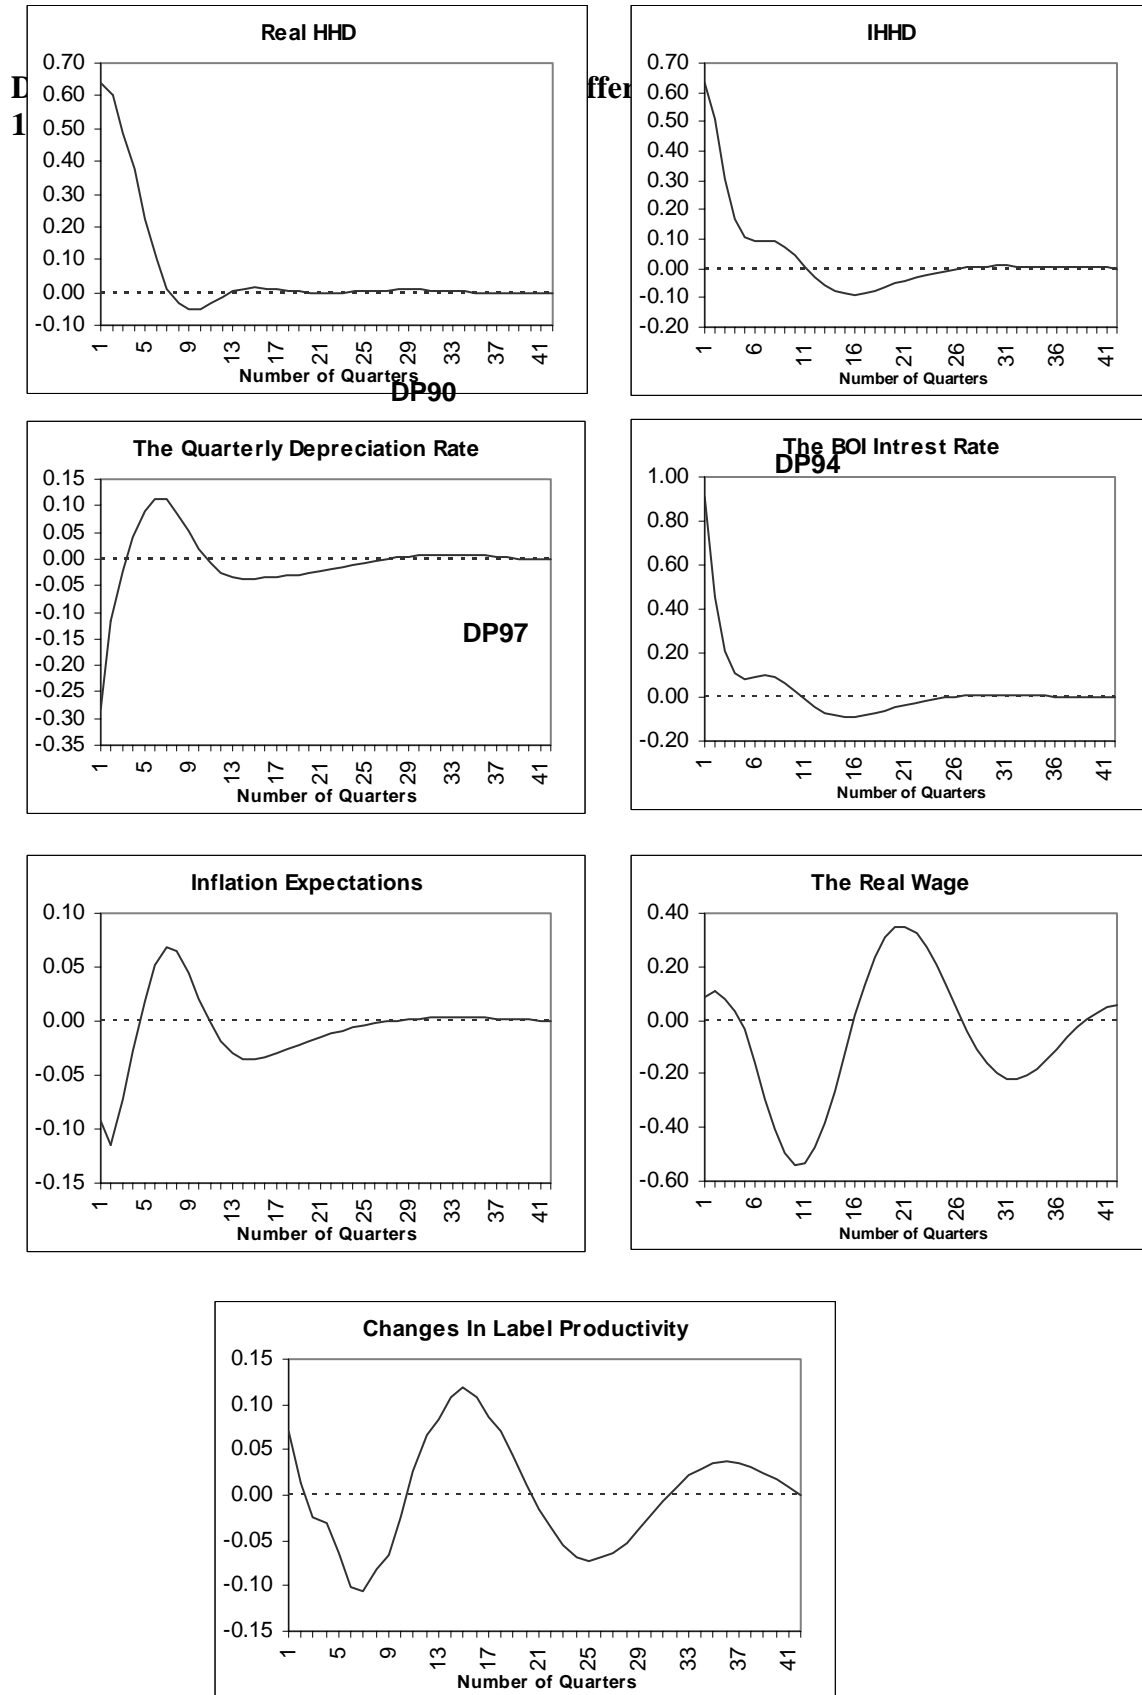 Real HHD
0.70
0.60
0.50
0.40
0.30
0.20
0.10
0.00
-0.10
1 5 9 13 17 21 25 29 33 37 41
Number of Quarters
IHHD
0.70
0.60
0.50
0.40
0.30
0.20
0.10
0.00
-0.10
-0.20
1 6 11 16 21 26 31 36 41
Number of Quarters
D
ffer
1
DP90
The Quarterly Depreciation Rate
0.15
0.10
0.05
0.00
-0.05
-0.10
-0.15
-0.20
-0.25
-0.30
-0.35
1 5 9 13 17 21 25 29 33 37 41
Number of Quarters
DP97
The BOI Intrest Rate
DP94
1.00
0.80
0.60
0.40
0.20
0.00
-0.20
1 6 11 16 21 26 31 36 41
Number of Quarters
Inflation Expectations
0.10
0.05
0.00
-0.05
-0.10
-0.15
1 5 9 13 17 21 25 29 33 37 41
Number of Quarters
The Real Wage
0.40
0.20
0.00
-0.20
-0.40
-0.60
1 6 11 16 21 26 31 36 41
Number of Quarters
Changes In Label Productivity
0.15
0.10
0.05
0.00
-0.05
-0.10
-0.15
1 5 9 13 17 21 25 29 33 37 41
Number of Quarters